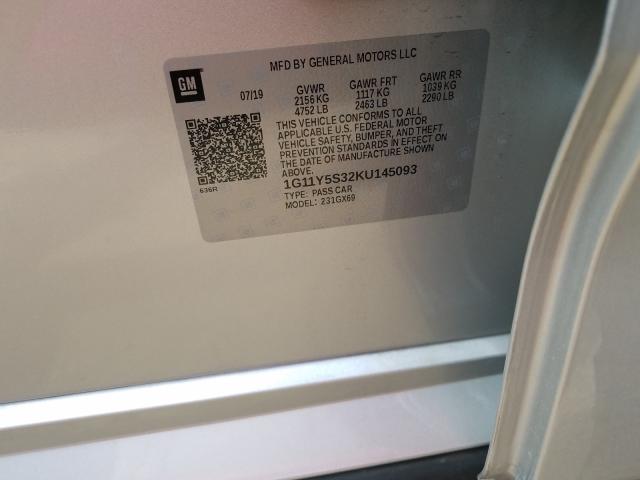 MFD BY GENERAL MOTORS LLC
GM
07/19 GVWR GAWR FRT GAWR RR
2156 KG 1117 KG 1039 KG
4752 LB 2463 LB 2290 LB
THIS VEHICLE CONFORMS TO ALL
APPLICABLE U.S. FEDERAL MOTOR
VEHICLE SAFETY, BUMPER, AND THEFT
PREVENTION STANDARDS IN EFFECT ON
THE DATE OF MANUFACTURE SHOWN
ABOVE.
1G11Y5S32KU145093
636R
TYPE: PASS CAR
MODEL: 231GX69